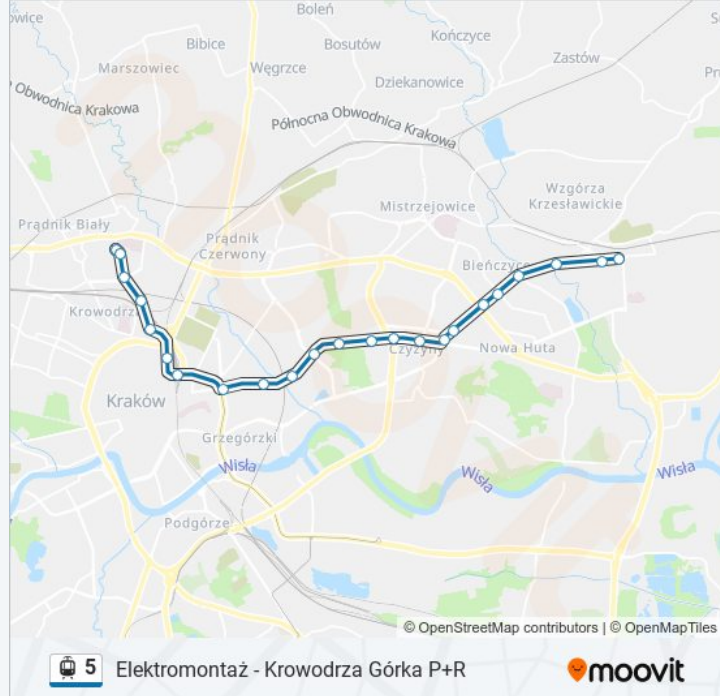 Boleń
owice
Kończyce
Bibice
Bosutów
Zastów
Marszowiec
Węgrzce
Dziekanowice
Obwodnica Krakowa
Północna Obwodnica Krakowa
Wzgórza
Krzesławickie
Mistrzejowice
Prądnik Biały
Prądnik
Czerwony
Bieńczyce
Krowodrza
Czyżyny
Nowa Huta
Kraków
Grzegórzki
Wisła
Wisła
Wisła
Podgórze
© OpenStreetMap contributors | © OpenMapTiles
5 Elektromontaż - Krowodrza Górka P+R
moovit